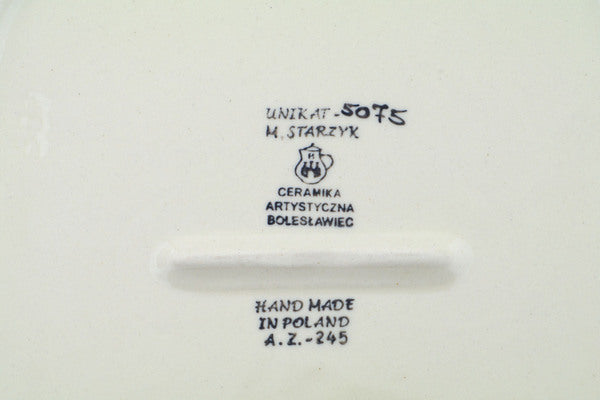 UNIKAT-5075
M. STARZYK
CERAMIKA
ARTYSTYCZNA
BOLESŁAWIEC
HAND MADE
IN POLAND
A.Z.-245